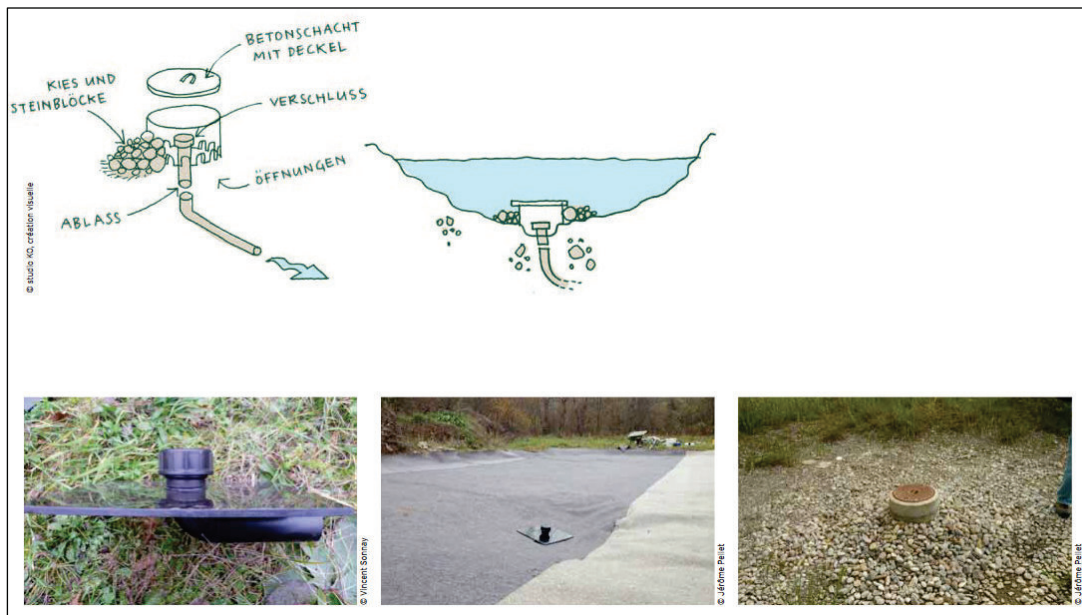 BETONSCHACHT
MIT DECKEL
KIES UND
STEINBLÖCKE
VERSCHLUSS
ÖFFNUNGEN
ABLASS
© studio KO, création visuelle
© Vincent Sonnay
© Jérôme Pellet
© Jérôme Pellet